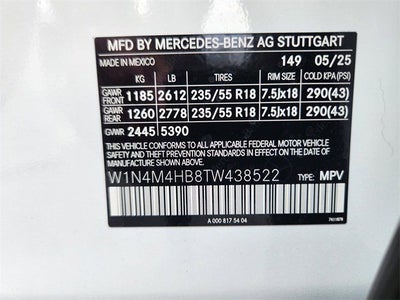 MFD BY MERCEDES-BENZ AG STUTTGART
MADE IN MEXICO 149 05/25
KG LB TIRES RIM SIZE COLD KPA (PSI)
GAWR FRONT 1185 2612 235/55 R18 7.5Jx18 290(43)
GAWR REAR 1260 2778 235/55 R18 7.5Jx18 290(43)
GVWR 2445 5390
THIS VEHICLE CONFORMS TO ALL APPLICABLE U.S. FEDERAL MOTOR VEHICLE SAFETY AND THEFT PREVENTION STANDARDS IN EFFECT ON THE DATE OF MANUFACTURE SHOWN ABOVE.
W1N4M4HB8TW438522 TYPE: MPV
A 000 817 54 04